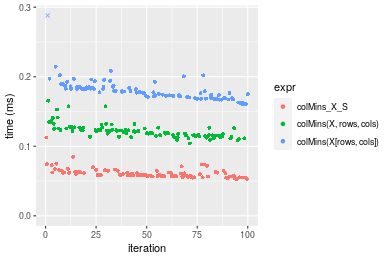 0.3
0.2
0.1
0.0
time (ms)
0
25
50
75
100
iteration
expr
colMins_X_S
colMins(X, rows, cols)
colMins(X[rows, cols])